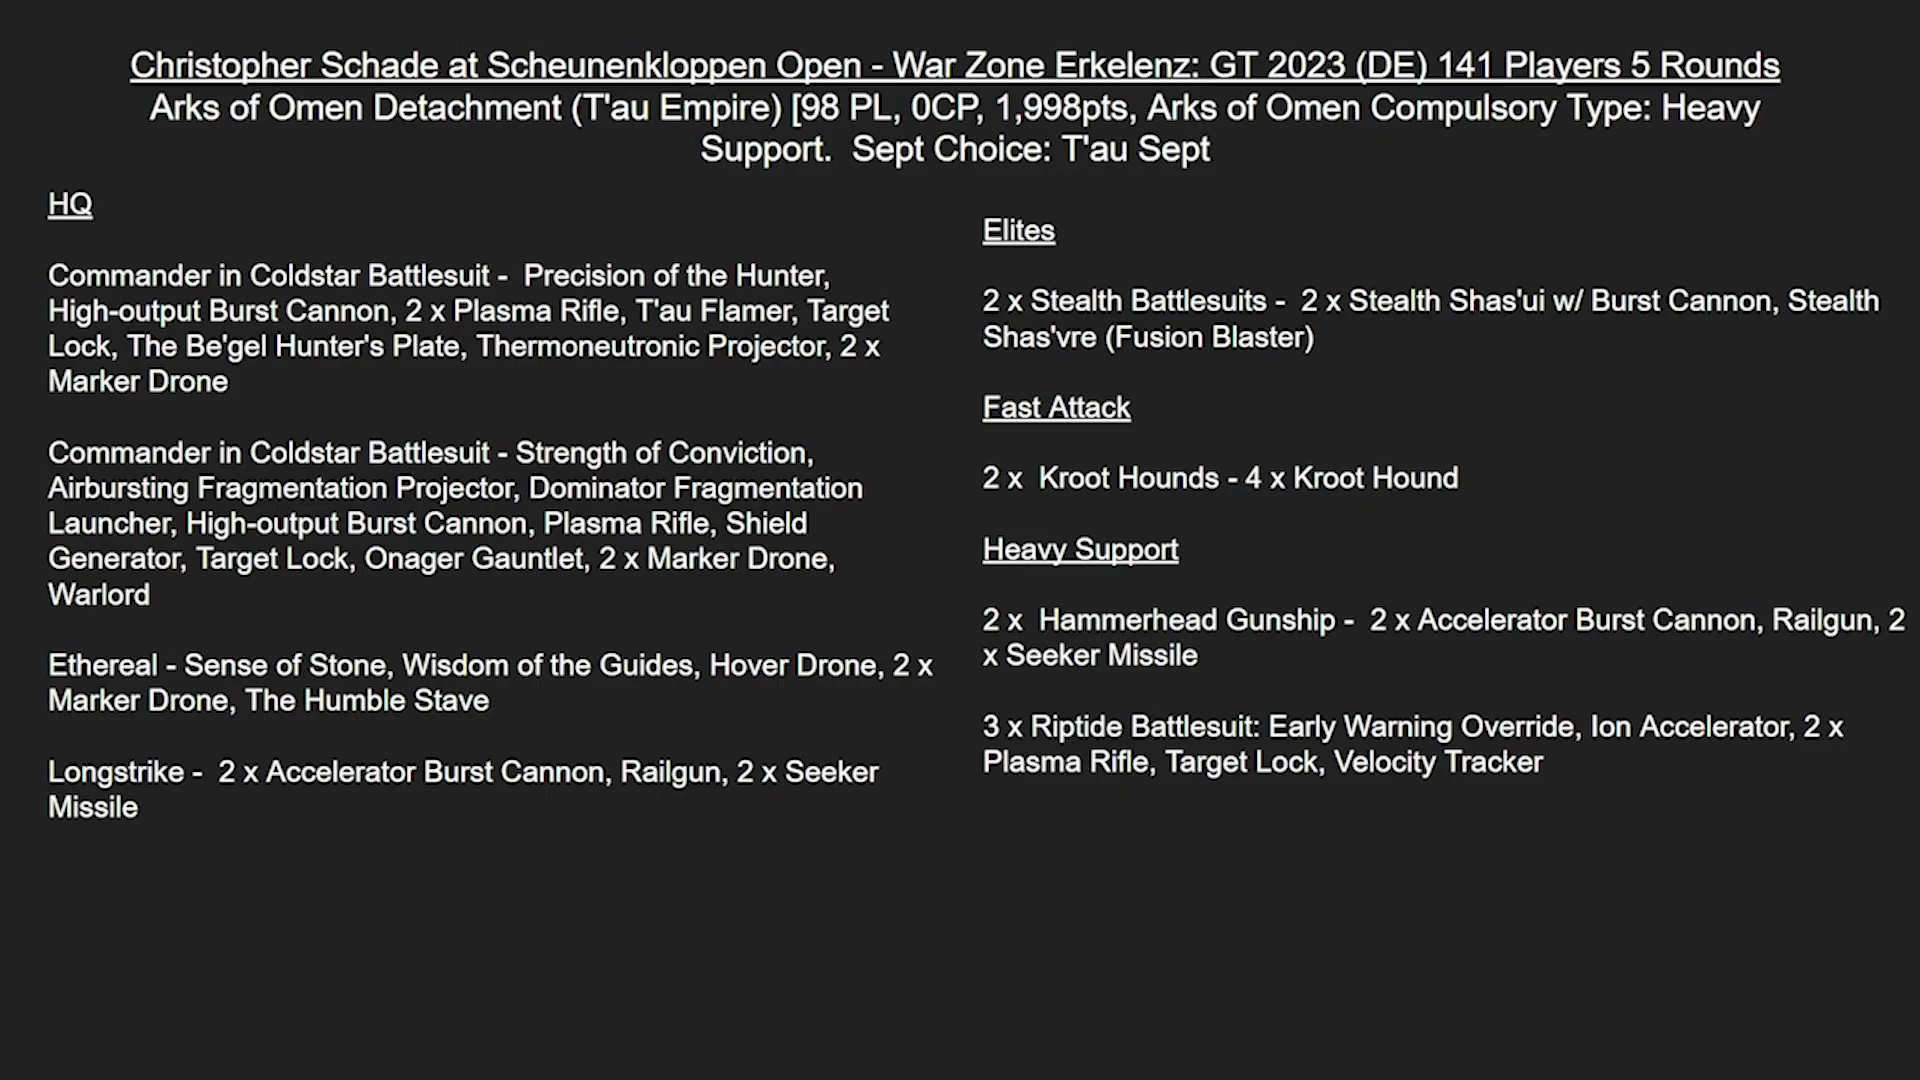 Christopher Schade at Scheunenkloppen Open - War Zone Erkelenz: GT 2023 (DE) 141 Players 5 Rounds
Arks of Omen Detachment (T'au Empire) [98 PL, 0CP, 1,998pts, Arks of Omen Compulsory Type: Heavy
Support.  Sept Choice: T'au Sept
HQ
Commander in Coldstar Battlesuit -  Precision of the Hunter,
High-output Burst Cannon, 2 x Plasma Rifle, T'au Flamer, Target
Lock, The Be'gel Hunter's Plate, Thermoneutronic Projector, 2 x
Marker Drone
Commander in Coldstar Battlesuit - Strength of Conviction,
Airbursting Fragmentation Projector, Dominator Fragmentation
Launcher, High-output Burst Cannon, Plasma Rifle, Shield
Generator, Target Lock, Onager Gauntlet, 2 x Marker Drone,
Warlord
Ethereal - Sense of Stone, Wisdom of the Guides, Hover Drone, 2 x
Marker Drone, The Humble Stave
Longstrike -  2 x Accelerator Burst Cannon, Railgun, 2 x Seeker
Missile
Elites
2 x Stealth Battlesuits -  2 x Stealth Shas'ui w/ Burst Cannon, Stealth
Shas'vre (Fusion Blaster)
Fast Attack
2 x  Kroot Hounds - 4 x Kroot Hound
Heavy Support
2 x  Hammerhead Gunship -  2 x Accelerator Burst Cannon, Railgun, 2
x Seeker Missile
3 x Riptide Battlesuit: Early Warning Override, Ion Accelerator, 2 x
Plasma Rifle, Target Lock, Velocity Tracker